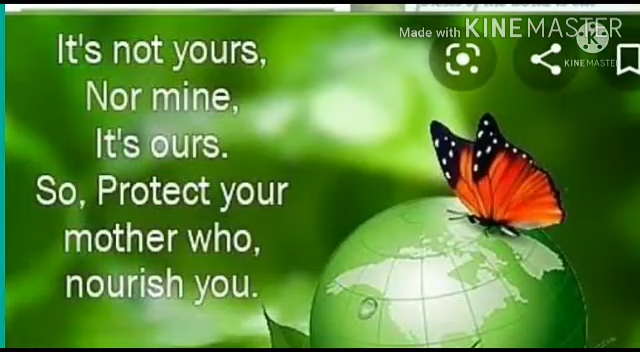 Made with KINEMASTER
KINEMASTER
It's not yours,
Nor mine,
It's ours.
So, Protect your
mother who,
nourish you.